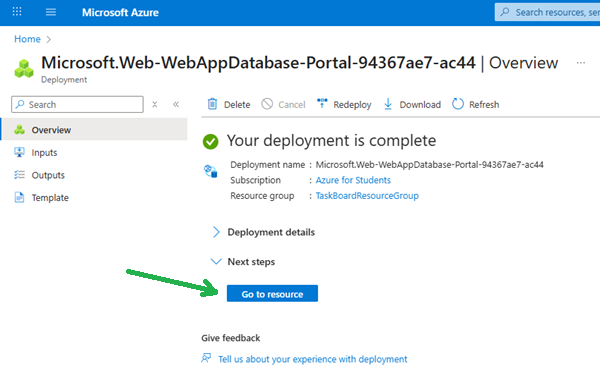 Microsoft Azure
Search resources, ser
Home
Microsoft.Web-WebAppDatabase-Portal-94367ae7-ac44 | Overview ...
Deployment
Search
Delete Cancel Redeploy Download Refresh
Overview
Inputs
Outputs
Template
Your deployment is complete
Deployment name : Microsoft.Web-WebAppDatabase-Portal-94367ae7-ac44
Subscription : Azure for Students
Resource group : TaskBoardResourceGroup
Deployment details
Next steps
Go to resource
Give feedback
Tell us about your experience with deployment